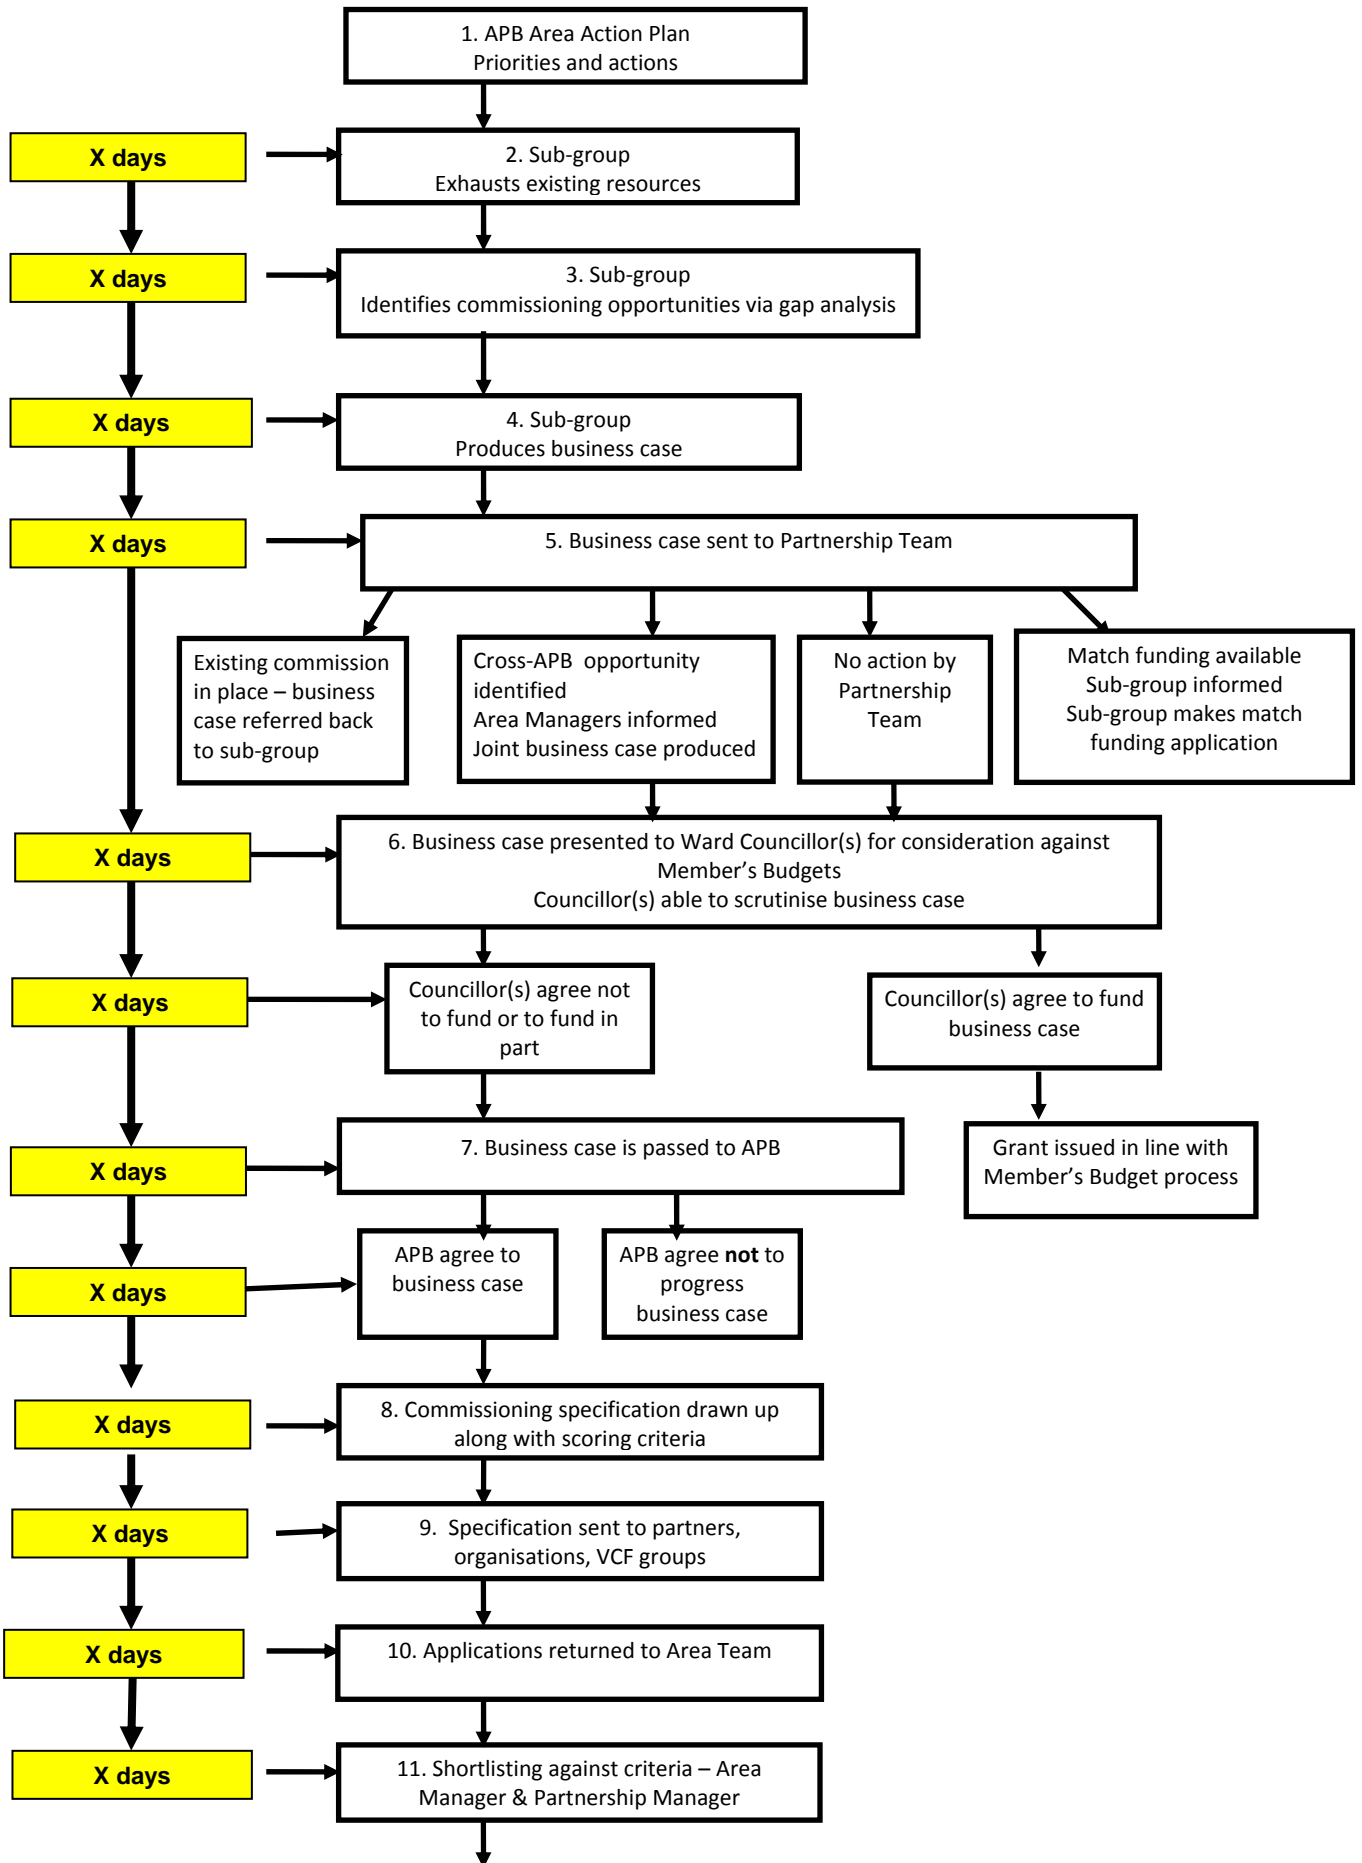 1. APB Area Action Plan
Priorities and actions
X days
2. Sub-group
Exhausts existing resources
X days
3. Sub-group
Identifies commissioning opportunities via gap analysis
X days
4. Sub-group
Produces business case
X days
5. Business case sent to Partnership Team
Existing commission
in place – business
case referred back
to sub-group
Cross-APB opportunity
identified
Area Managers informed
Joint business case produced
No action by
Partnership
Team
Match funding available
Sub-group informed
Sub-group makes match
funding application
X days
6. Business case presented to Ward Councillor(s) for consideration against
Member’s Budgets
Councillor(s) able to scrutinise business case
X days
Councillor(s) agree not
to fund or to fund in
part
Councillor(s) agree to fund
business case
X days
7. Business case is passed to APB
Grant issued in line with
Member’s Budget process
X days
APB agree to
business case
APB agree not to
progress
business case
X days
8. Commissioning specification drawn up
along with scoring criteria
X days
9. Specification sent to partners,
organisations, VCF groups
X days
10. Applications returned to Area Team
X days
11. Shortlisting against criteria – Area
Manager & Partnership Manager